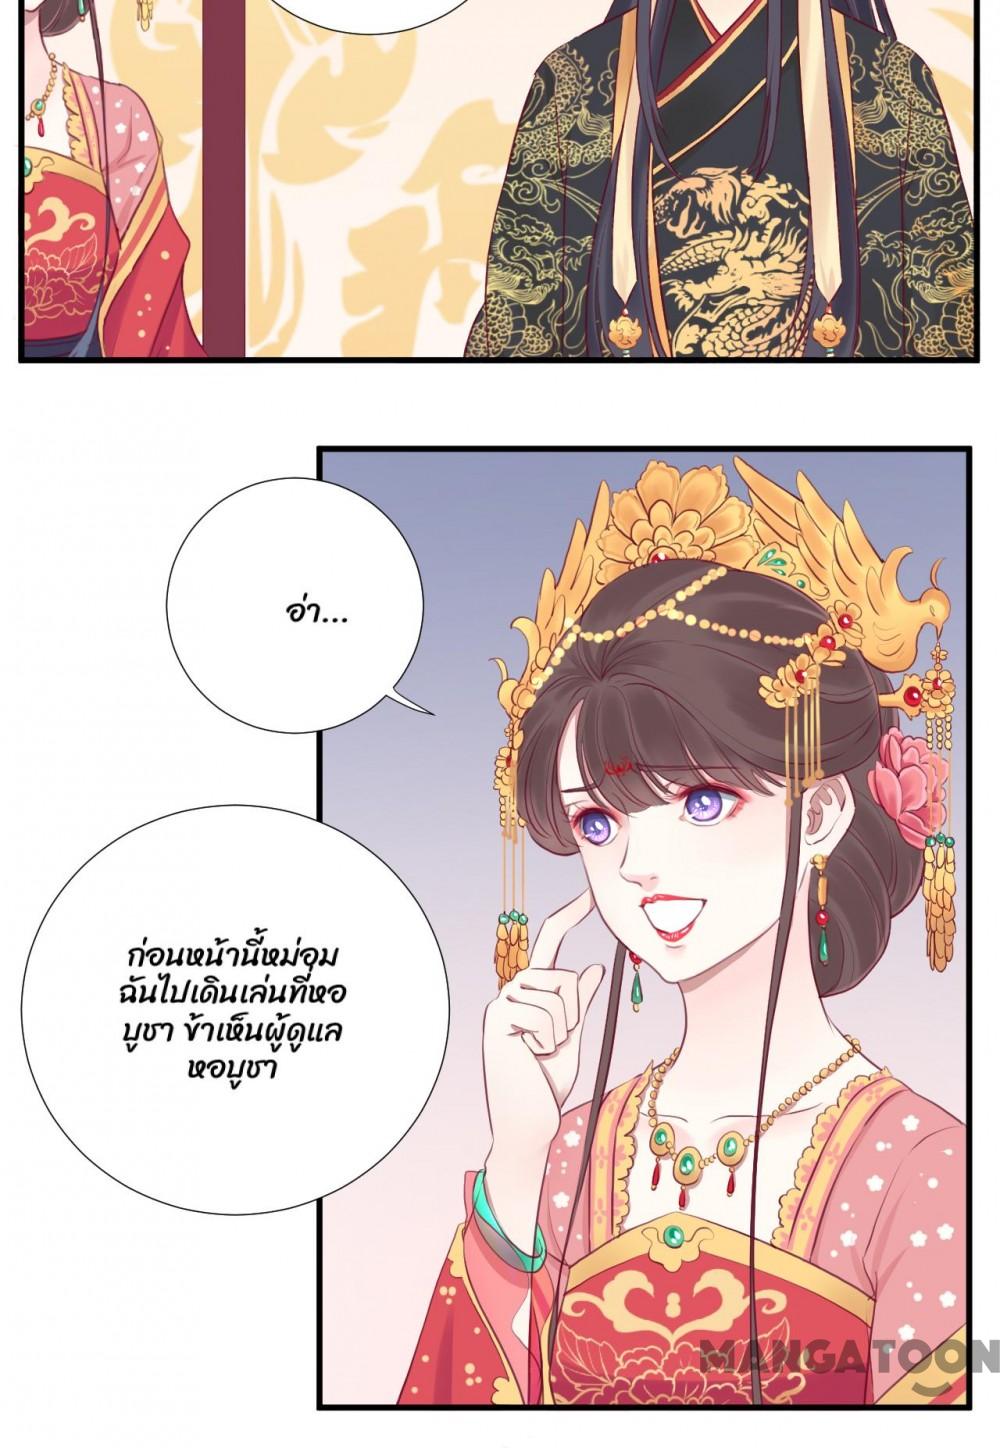 อ่า...
ก่อนหน้านี้หม่อม
ฉันไปเดินเล่นที่หอ
บูชา ข้าเห็นผู้ดูแล
หอบูชา
MANGATOON